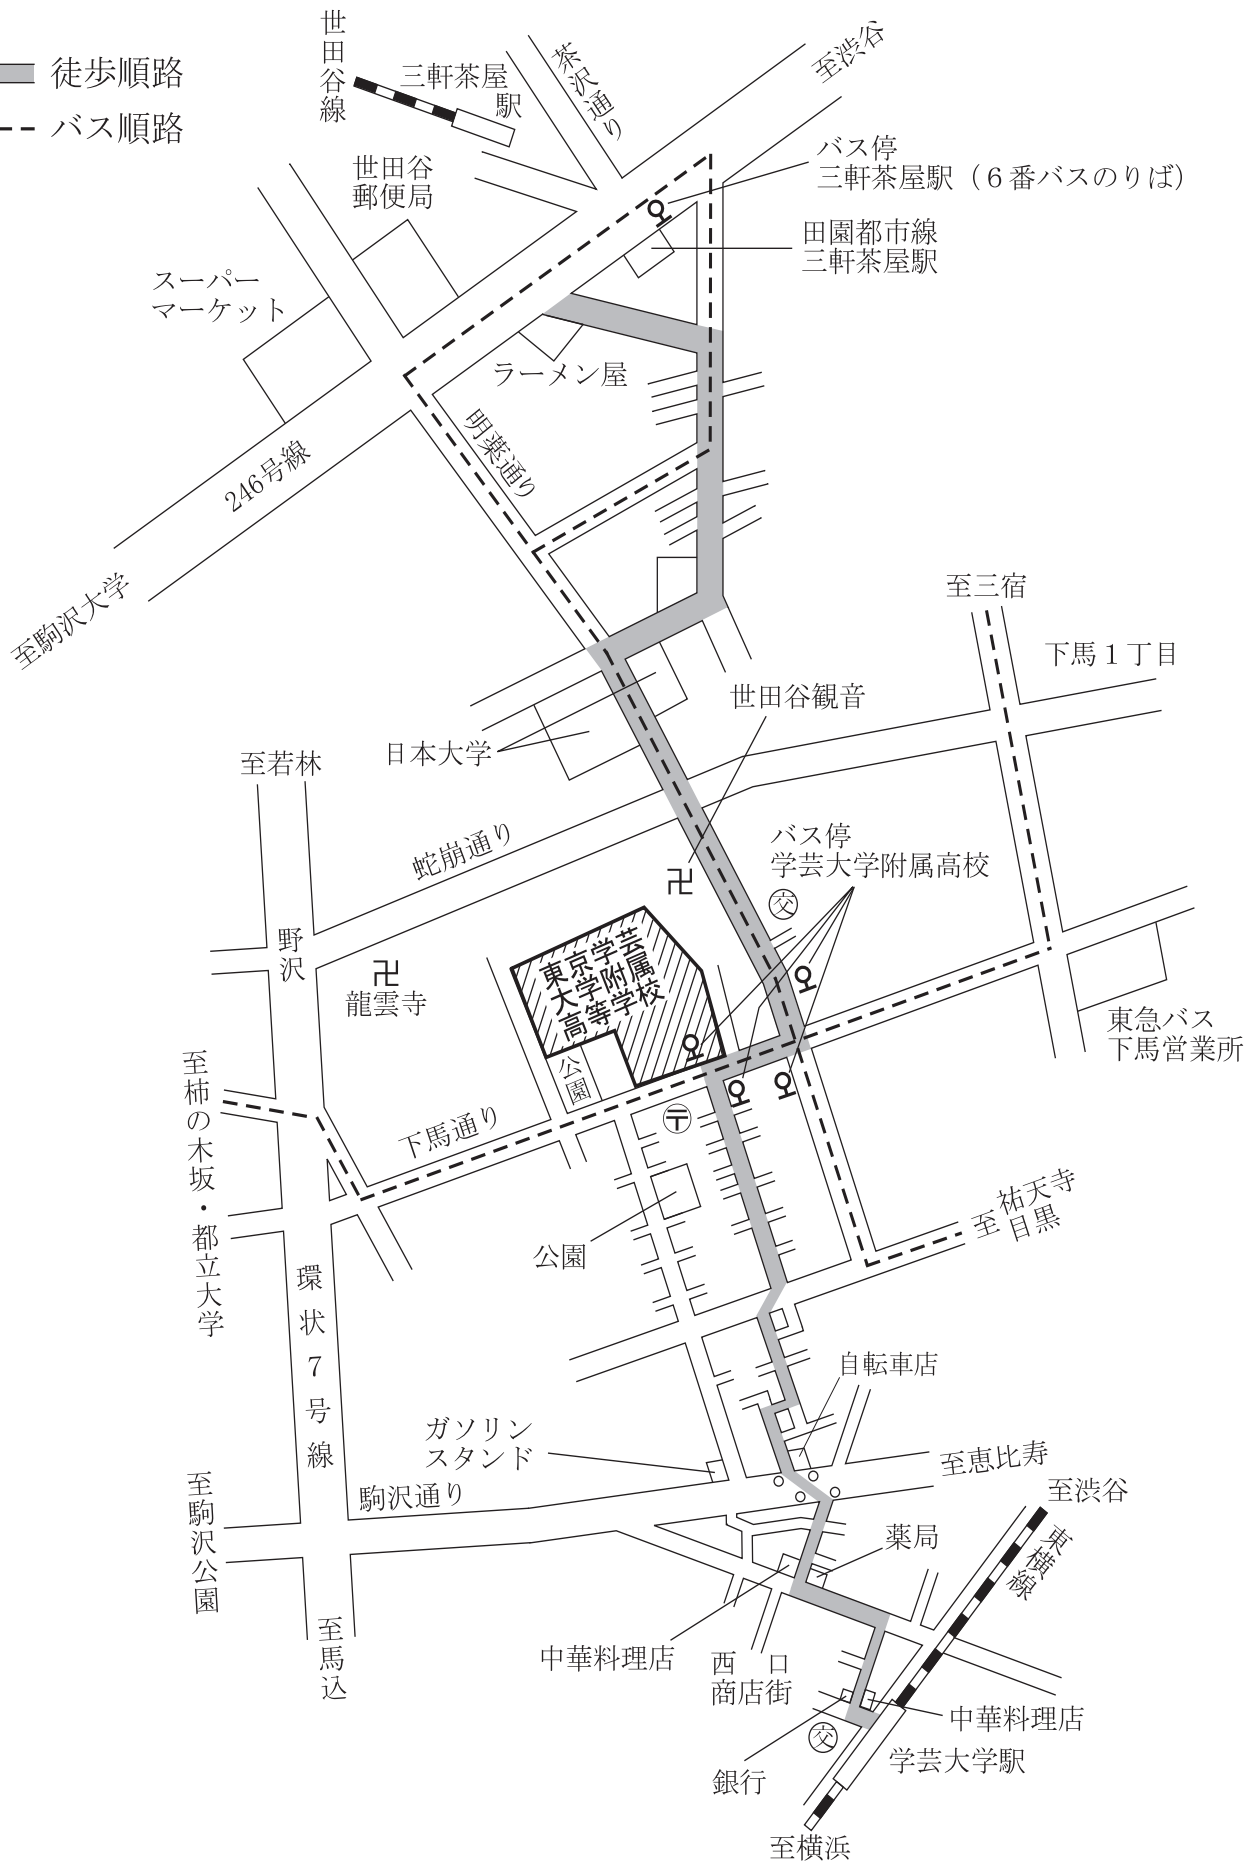 徒歩順路
バス順路
世田谷線
三軒茶屋
駅
茶沢通り
至渋谷
世田谷
郵便局
バス停
三軒茶屋駅（６番バスのりば）
田園都市線
三軒茶屋駅
スーパー
マーケット
ラーメン屋
明薬通り
246号線
至駒沢大学
至三宿
下馬１丁目
世田谷観音
日本大学
至若林
蛇崩通り
バス停
学芸大学附属高校
卍
交
野沢
卍
龍雲寺
東京学芸
大学附属
高等学校
東急バス
下馬営業所
公園
至柿の木坂・都立大学
下馬通り
〒
公園
至祐天寺
目黒
環状７号線
自転車店
ガソリン
スタンド
至恵比寿
至渋谷
駒沢通り
至駒沢公園
東横線
薬局
至馬込
中華料理店
西口
商店街
中華料理店
交
銀行
学芸大学駅
至横浜